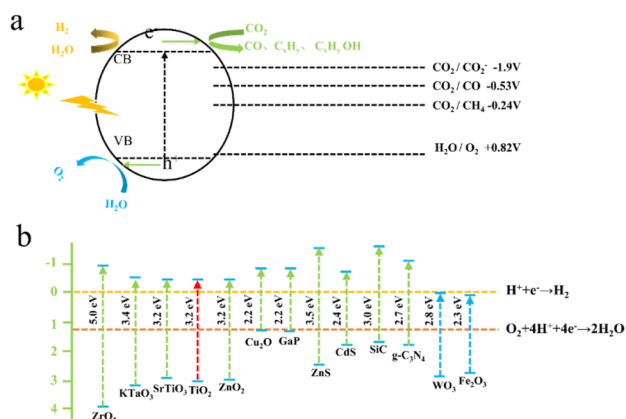 a
H₂
H₂O
e⁻
CB
CO₂
CO、CₓHᵧ、CₓHᵧOH
CO₂ / CO₂⁻ -1.9V
CO₂ / CO -0.53V
CO₂ / CH₄ -0.24V
VB
h⁺
H₂O / O₂ +0.82V
O₂
H₂O
b
-1
0
1
2
3
4
5.0 eV
3.4 eV
3.2 eV
3.2 eV
3.2 eV
2.2 eV
2.2 eV
3.5 eV
2.4 eV
3.0 eV
2.7 eV
2.8 eV
2.3 eV
H⁺+e⁻→H₂
O₂+4H⁺+4e⁻→2H₂O
ZrO₂
KTaO₃
SrTiO₃
TiO₂
ZnO₂
Cu₂O
GaP
ZnS
CdS
SiC
g-C₃N₄
WO₃
Fe₂O₃